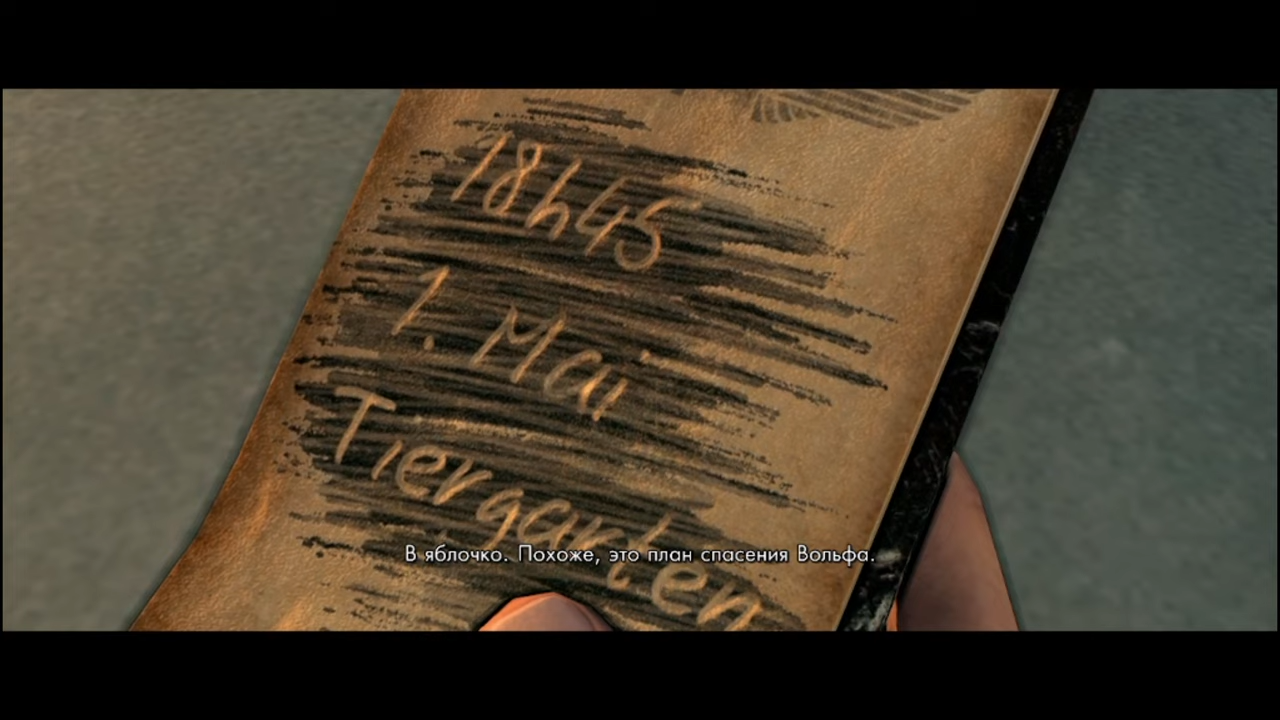 18h45
1. Mai
Tiergarten
В яблочко. Похоже, это план спасения Вольфа.